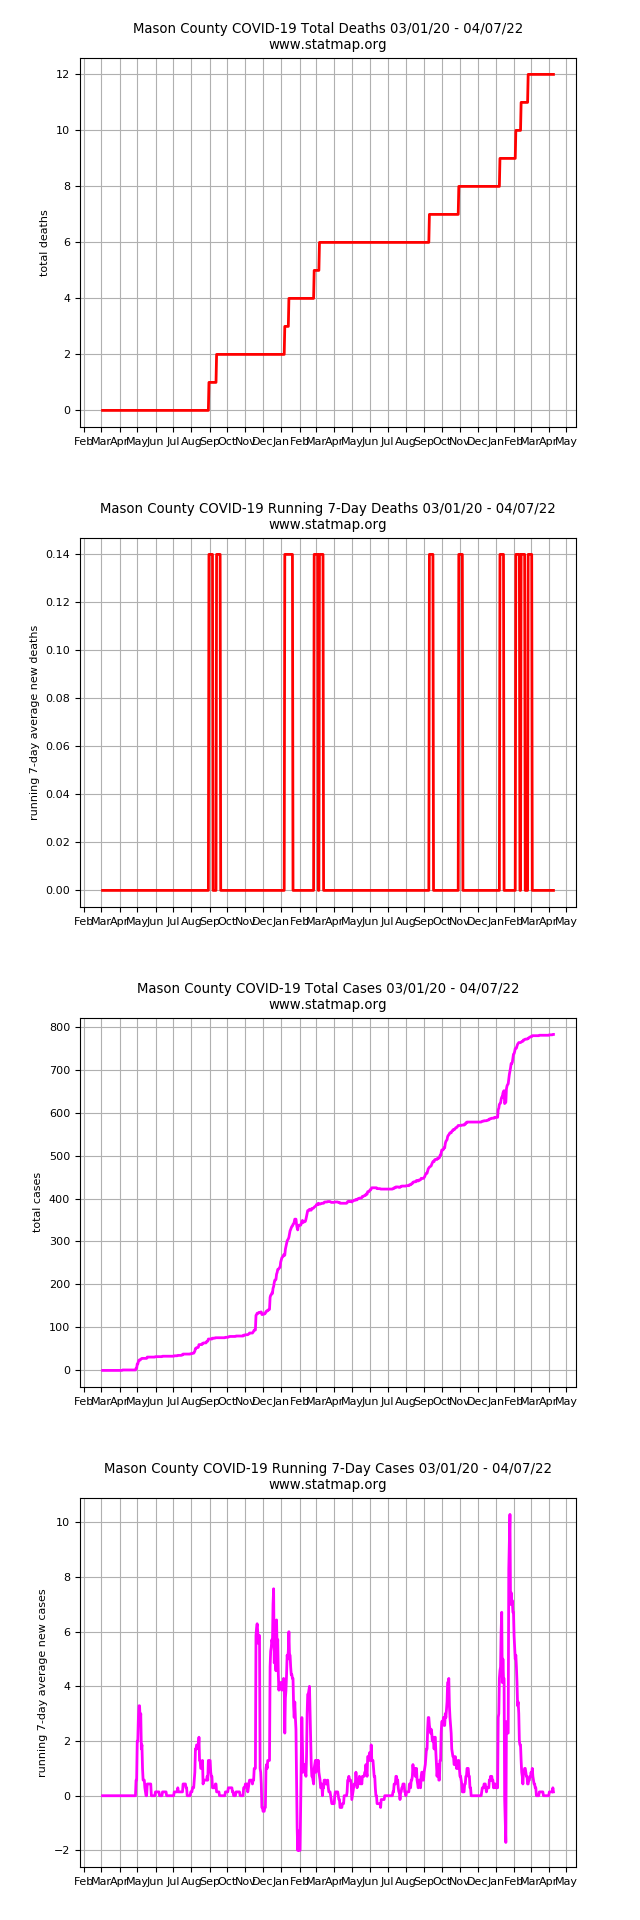 Mason County COVID-19 Total Deaths 03/01/20 - 04/07/22
www.statmap.org
12
10
8
6
4
2
0
total deaths
Feb Mar Apr May Jun Jul Aug Sep Oct Nov Dec Jan Feb Mar Apr May Jun Jul Aug Sep Oct Nov Dec Jan Feb Mar Apr May
Mason County COVID-19 Running 7-Day Deaths 03/01/20 - 04/07/22
www.statmap.org
0.14
0.12
0.10
0.08
0.06
0.04
0.02
0.00
running 7-day average new deaths
Feb Mar Apr May Jun Jul Aug Sep Oct Nov Dec Jan Feb Mar Apr May Jun Jul Aug Sep Oct Nov Dec Jan Feb Mar Apr May
Mason County COVID-19 Total Cases 03/01/20 - 04/07/22
www.statmap.org
800
700
600
500
400
300
200
100
0
total cases
Feb Mar Apr May Jun Jul Aug Sep Oct Nov Dec Jan Feb Mar Apr May Jun Jul Aug Sep Oct Nov Dec Jan Feb Mar Apr May
Mason County COVID-19 Running 7-Day Cases 03/01/20 - 04/07/22
www.statmap.org
10
8
6
4
2
0
−2
running 7-day average new cases
Feb Mar Apr May Jun Jul Aug Sep Oct Nov Dec Jan Feb Mar Apr May Jun Jul Aug Sep Oct Nov Dec Jan Feb Mar Apr May